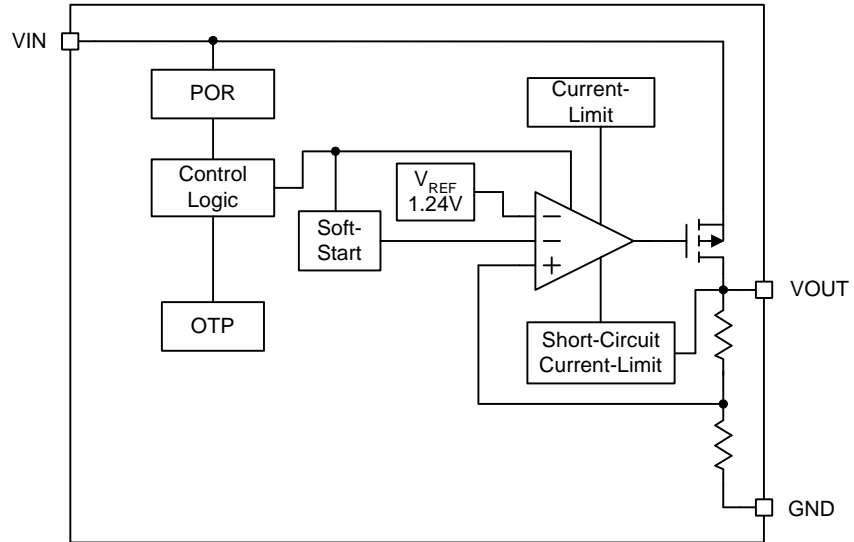 VIN
POR
Current-
Limit
Control
Logic
VREF
1.24V
Soft-
Start
−
−
+
VOUT
OTP
Short-Circuit
Current-Limit
GND